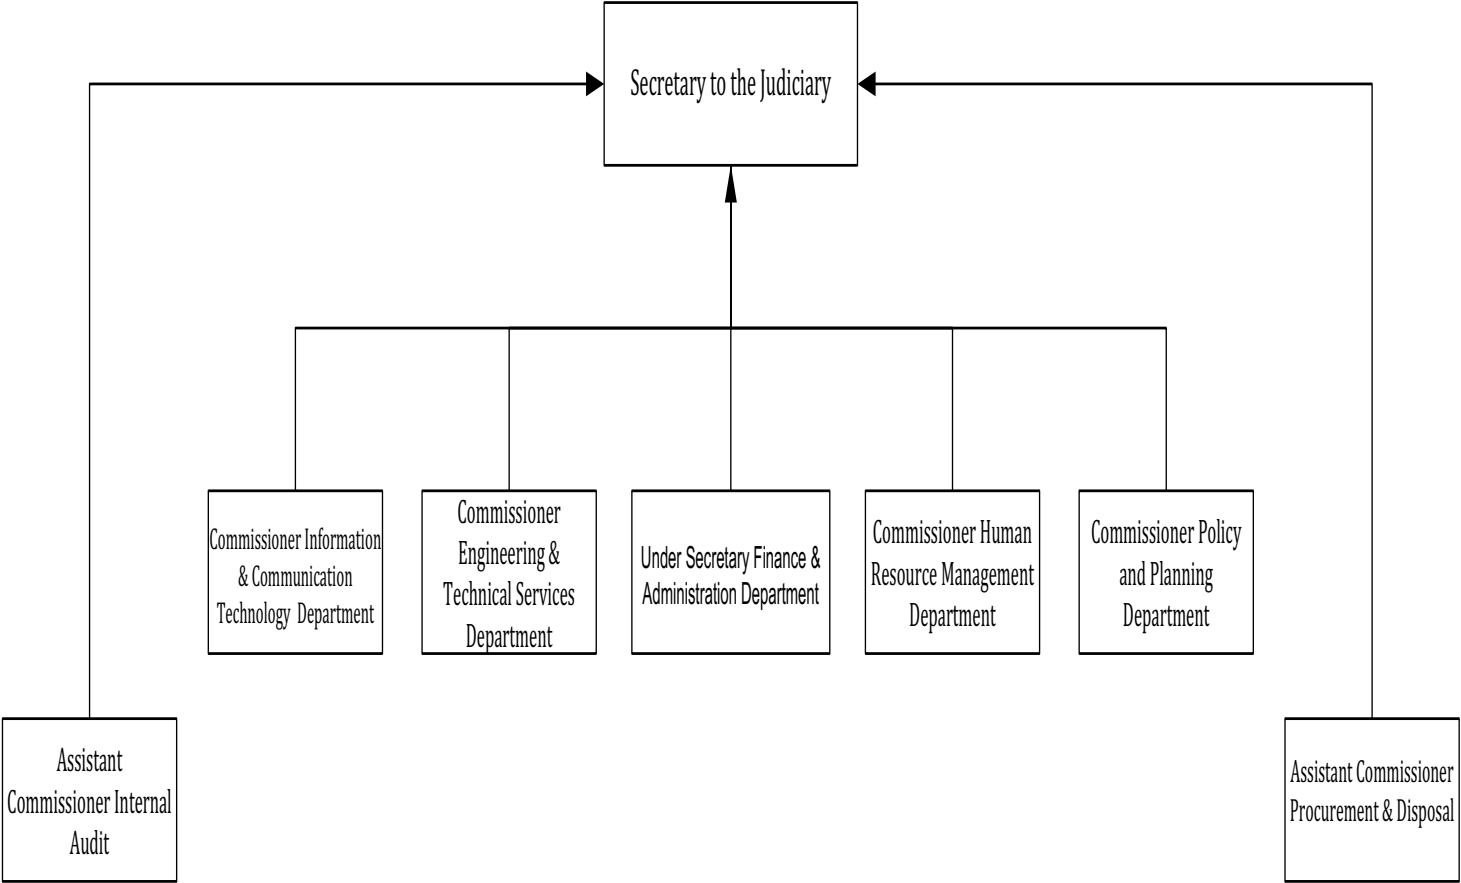 Secretary to the Judiciary
Commissioner Information
& Communication
Technology Department
Commissioner
Engineering &
Technical Services
Department
Under Secretary Finance &
Administration Department
Commissioner Human
Resource Management
Department
Commissioner Policy
and Planning
Department
Assistant
Commissioner Internal
Audit
Assistant Commissioner
Procurement & Disposal